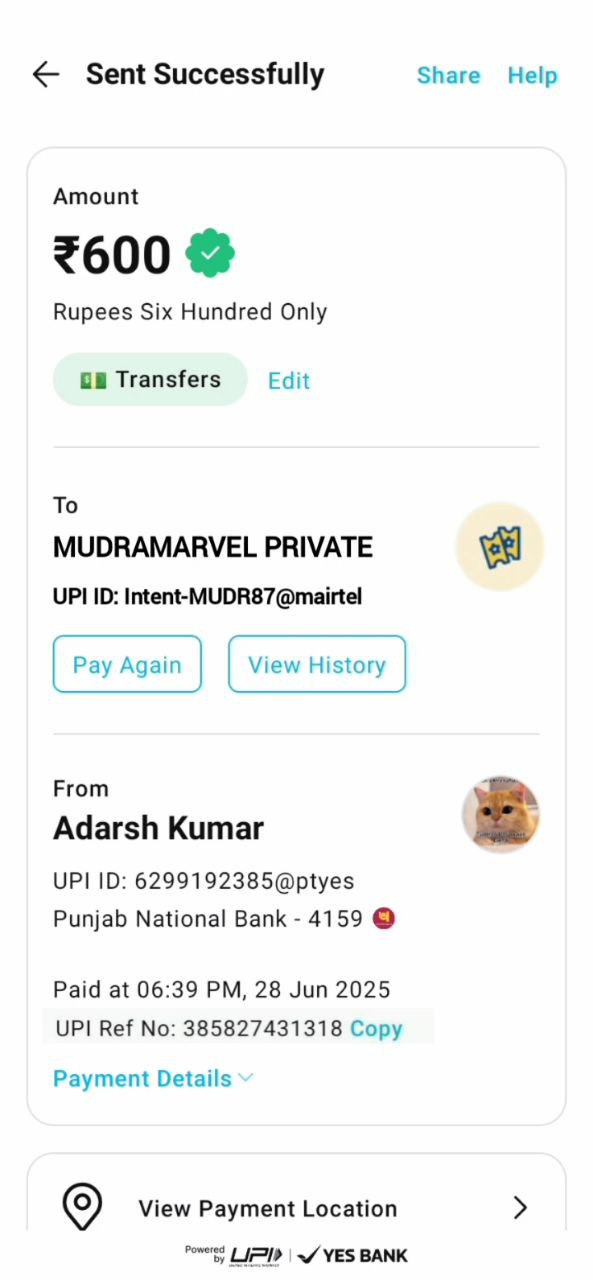 Sent Successfully Share Help
Amount
₹600
Rupees Six Hundred Only
Transfers Edit
To
MUDRAMARVEL PRIVATE
UPI ID: Intent-MUDR87@mairtel
Pay Again View History
From
Adarsh Kumar
UPI ID: 6299192385@ptyes
Punjab National Bank - 4159
Paid at 06:39 PM, 28 Jun 2025
UPI Ref No: 385827431318 Copy
Payment Details
View Payment Location
Powered by UPI | YES BANK